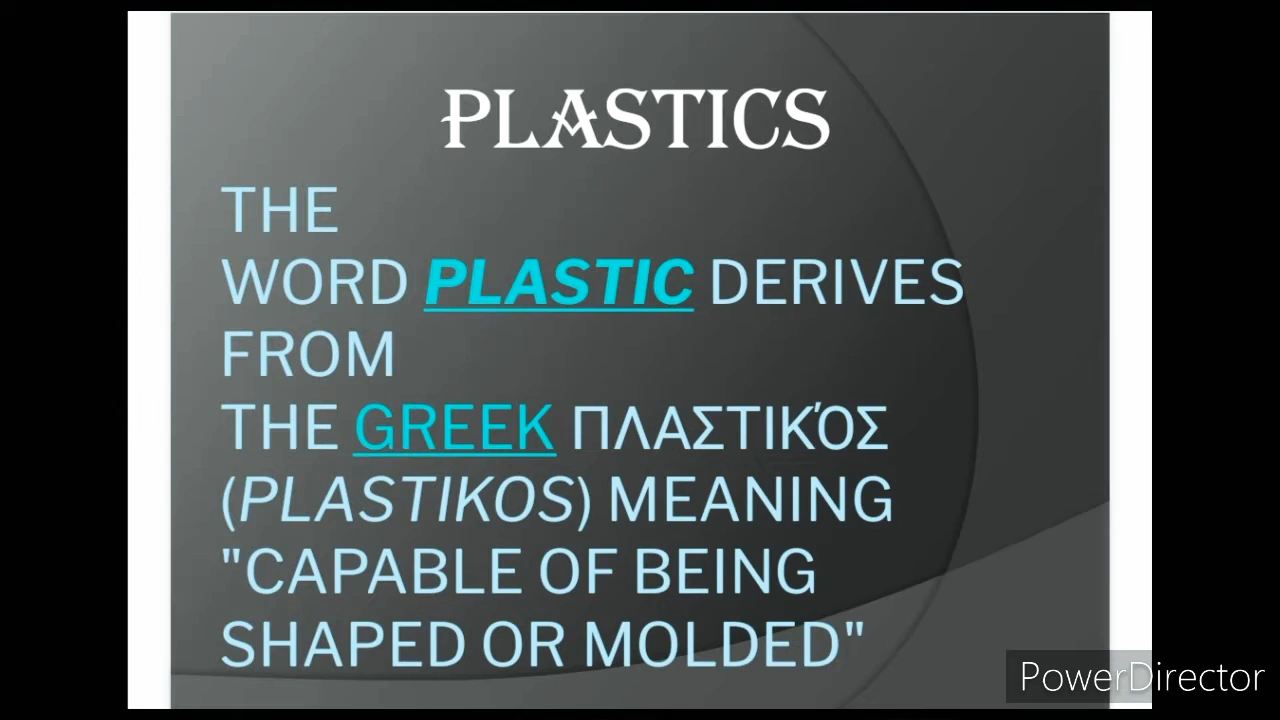 PLASTICS
THE
WORD PLASTIC DERIVES
FROM
THE GREEK ΠΛΑΣΤΙΚΌΣ
(PLASTIKOS) MEANING
"CAPABLE OF BEING
SHAPED OR MOLDED"
PowerDirector